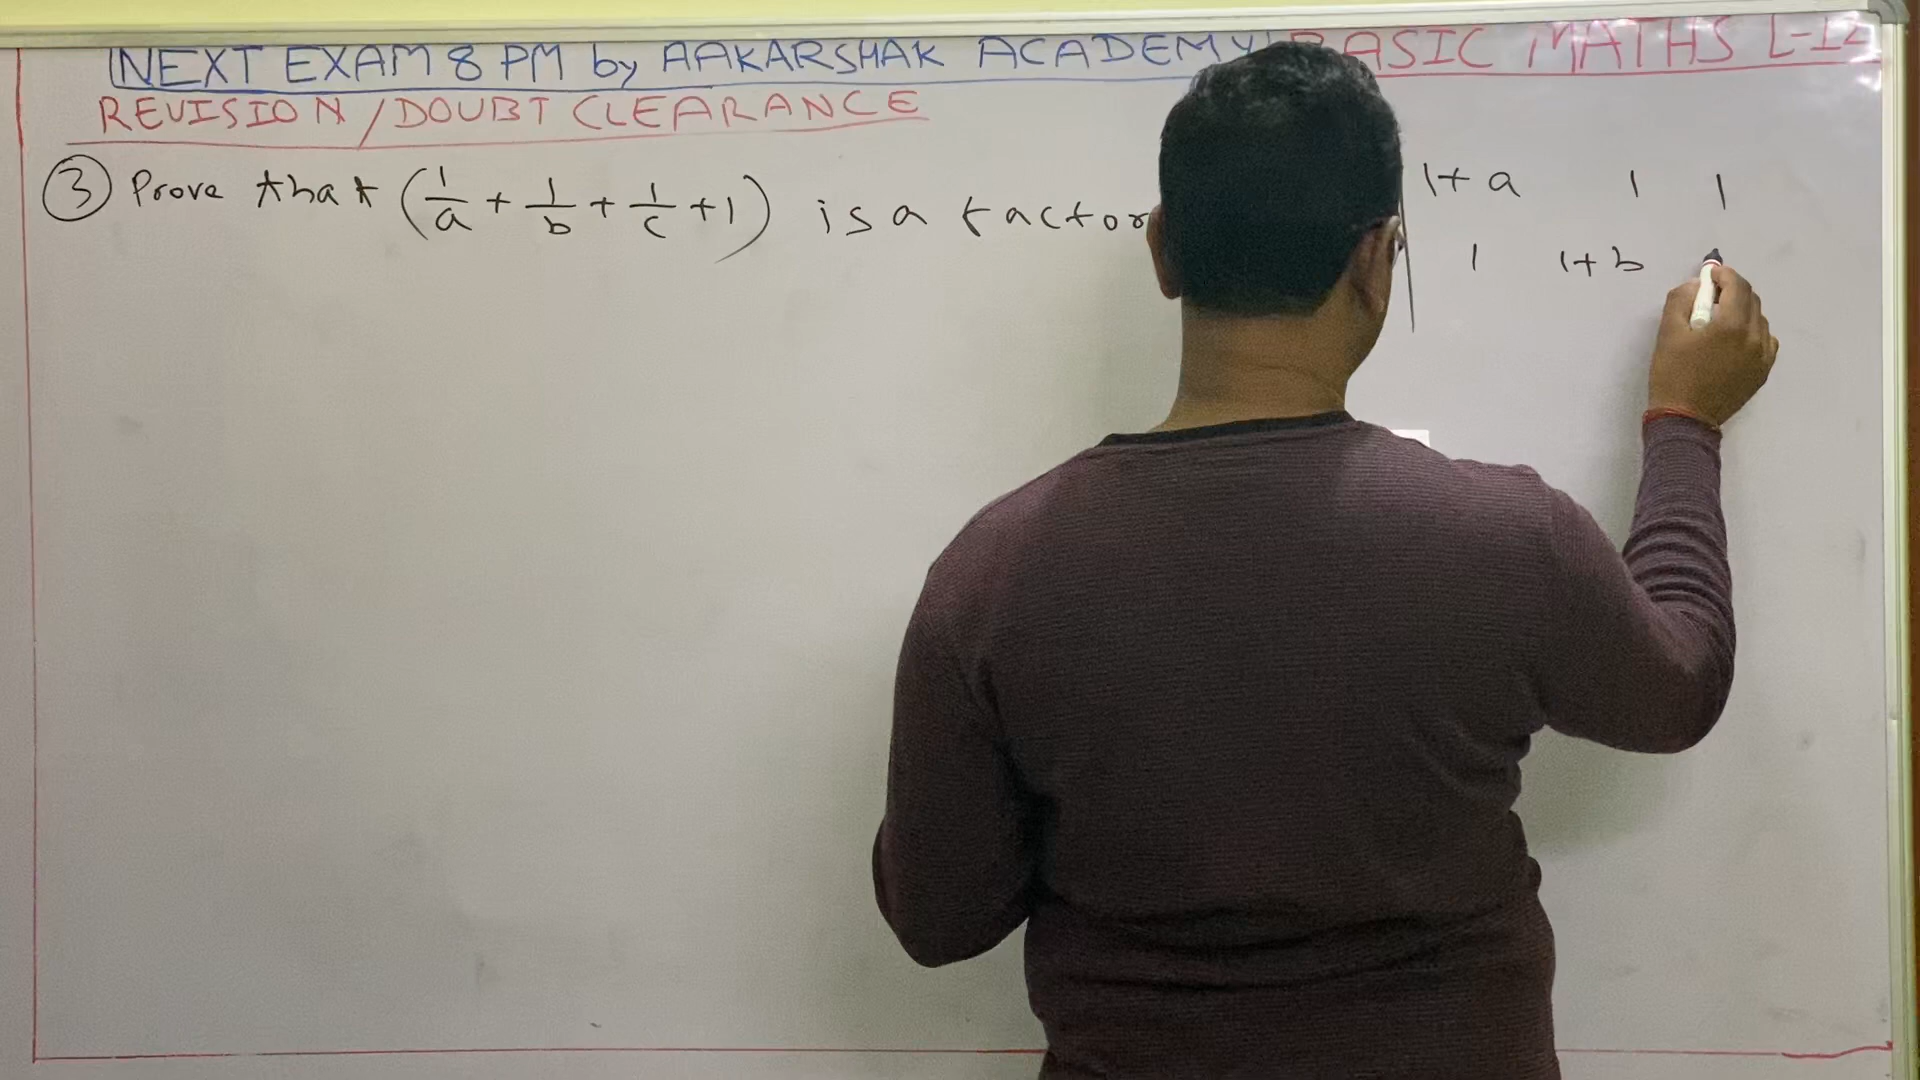 NEXT EXAM 8 PM by AAKARSHAK ACADEMY BASIC MATHS L-12
REVISION/DOUBT CLEARANCE
③ Prove that (1/a + 1/b + 1/c + 1) is a factor
1+a 1 1
1 1+b